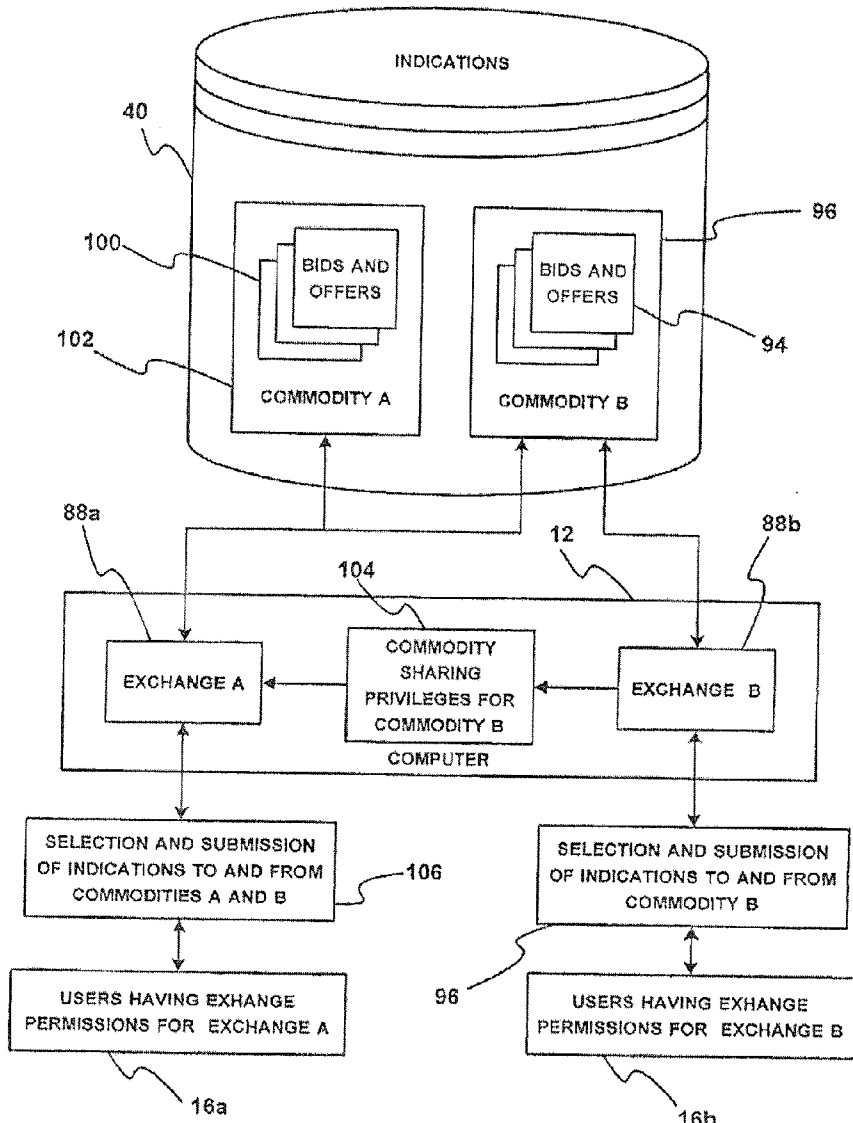 INDICATIONS
40
96
100
BIDS AND
OFFERS
BIDS AND
OFFERS
102
94
COMMODITY A
COMMODITY B
88a
12
88b
104
COMMODITY
SHARING
PRIVILEGES FOR
COMMODITY B
EXCHANGE A
EXCHANGE B
COMPUTER
SELECTION AND SUBMISSION
OF INDICATIONS TO AND FROM
COMMODITIES A AND B
106
SELECTION AND SUBMISSION
OF INDICATIONS TO AND FROM
COMMODITY B
96
USERS HAVING EXHANGE
PERMISSIONS FOR EXCHANGE A
USERS HAVING EXHANGE
PERMISSIONS FOR EXCHANGE B
16a
16b